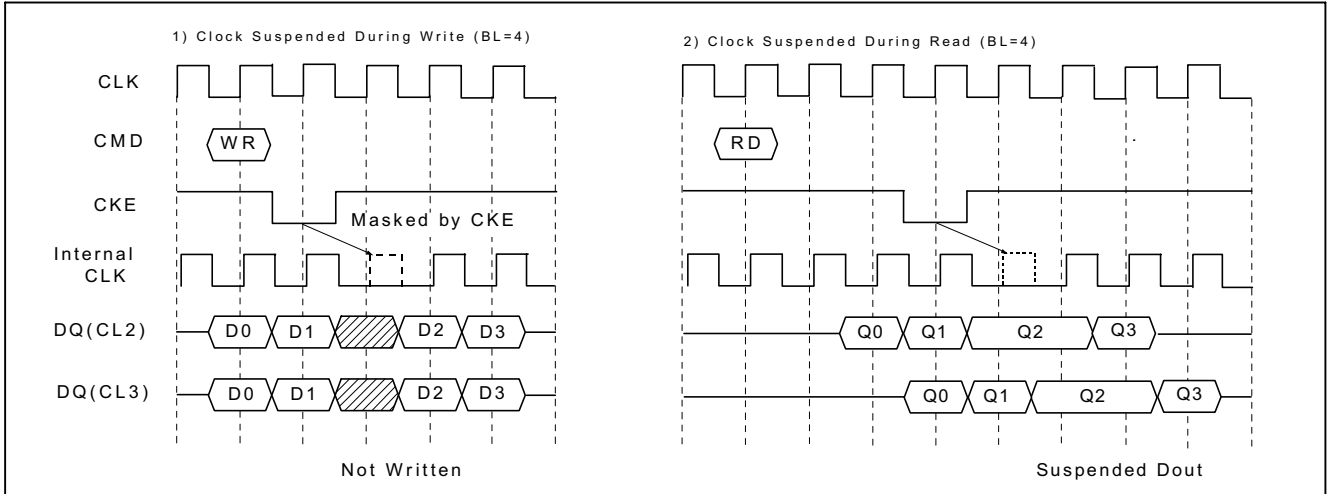 1) Clock Suspended During Write (BL=4)
2) Clock Suspended During Read (BL=4)
CLK
CMD
WR
RD
CKE
Masked by CKE
Internal
CLK
DQ(CL2)
D0 D1 D2 D3
Q0 Q1 Q2 Q3
DQ(CL3)
D0 D1 D2 D3
Q0 Q1 Q2 Q3
Not Written
Suspended Dout